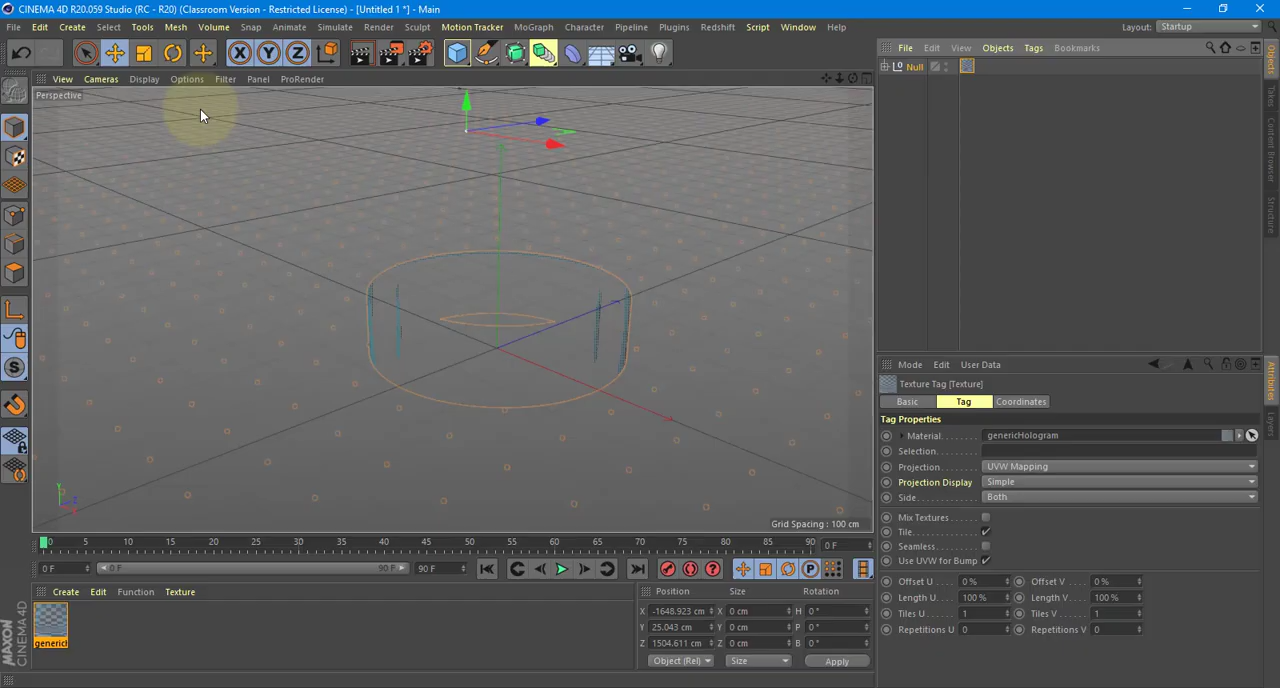 CINEMA 4D R20.059 Studio (RC - R20) (Classroom Version - Restricted License) - [Untitled 1 *] - Main
File Edit Create Select Tools Mesh Volume Snap Animate Simulate Render Sculpt Motion Tracker MoGraph Character Pipeline Plugins Redshift Script Window Help Layout: Startup
X Y Z
File Edit View Objects Tags Bookmarks
View Cameras Display Options Filter Panel ProRender
Null
Perspective
Objects
Takes
Content Browser
Structure
Grid Spacing : 100 cm
Mode Edit User Data
Texture Tag [Texture]
Basic Tag Coordinates
Tag Properties
Material genericHologram
Selection
Projection UVW Mapping
Projection Display Simple
Side Both
Mix Textures
Tile
Seamless
Use UVW for Bump
Offset U 0 % Offset V 0 %
Length U 100 % Length V 100 %
Tiles U 1 Tiles V 1
Repetitions U 0 Repetitions V 0
Attributes
Layers
0 5 10 15 20 25 30 35 40 45 50 55 60 65 70 75 80 85 90 0 F
0 F 0 F 90 F 90 F
Create Edit Function Texture
generic
Position Size Rotation
X -1648.923 cm X 0 cm H 0 °
Y 25.043 cm Y 0 cm P 0 °
Z 1504.611 cm Z 0 cm B 0 °
Object (Rel) Size Apply
MAXON CINEMA 4D